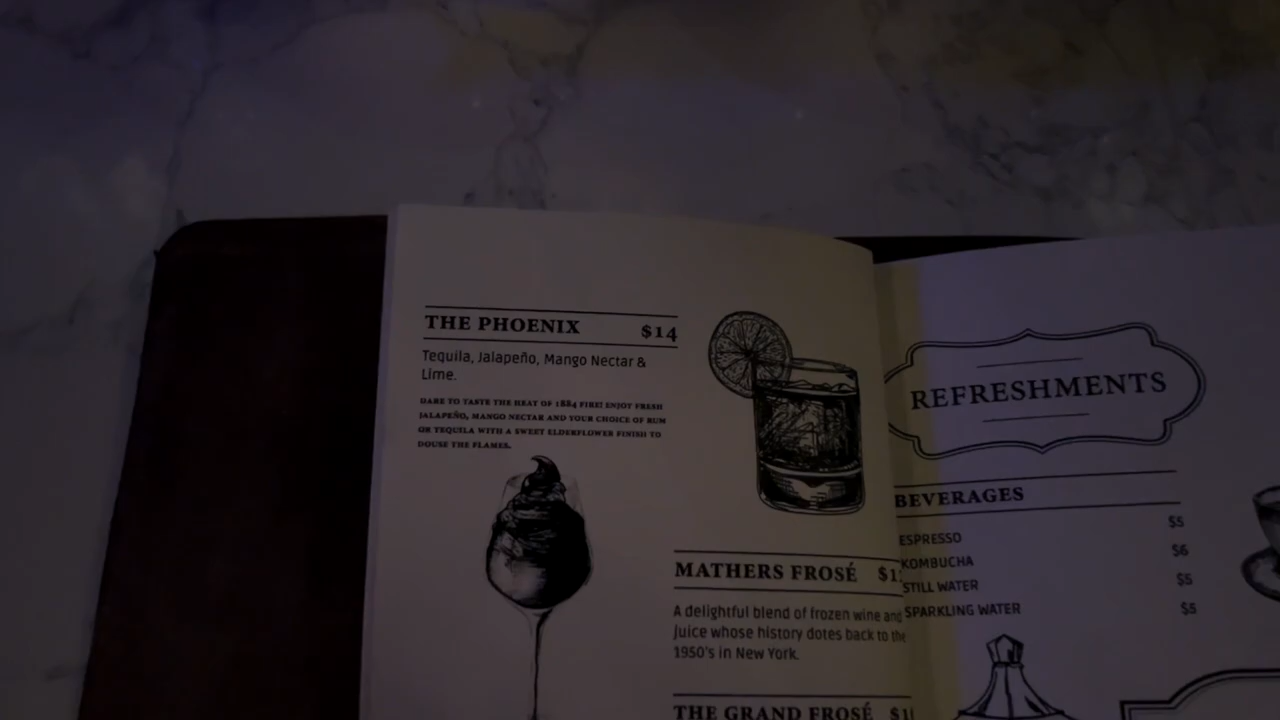 THE PHOENIX $14
Tequila, Jalapeño, Mango Nectar &
Lime.
DARE TO TASTE THE HEAT OF 1884 FIRE! ENJOY FRESH
JALAPEÑO, MANGO NECTAR AND YOUR CHOICE OF RUM
OR TEQUILA WITH A SWEET ELDERFLOWER FINISH TO
DOUSE THE FLAMES.
MATHERS FROSÉ
A delightful blend of frozen wine and
juice whose history dotes back to the
1950's in New York.
THE GRAND FROSÉ
REFRESHMENTS
BEVERAGES
ESPRESSO $5
KOMBUCHA $6
STILL WATER $5
SPARKLING WATER $5